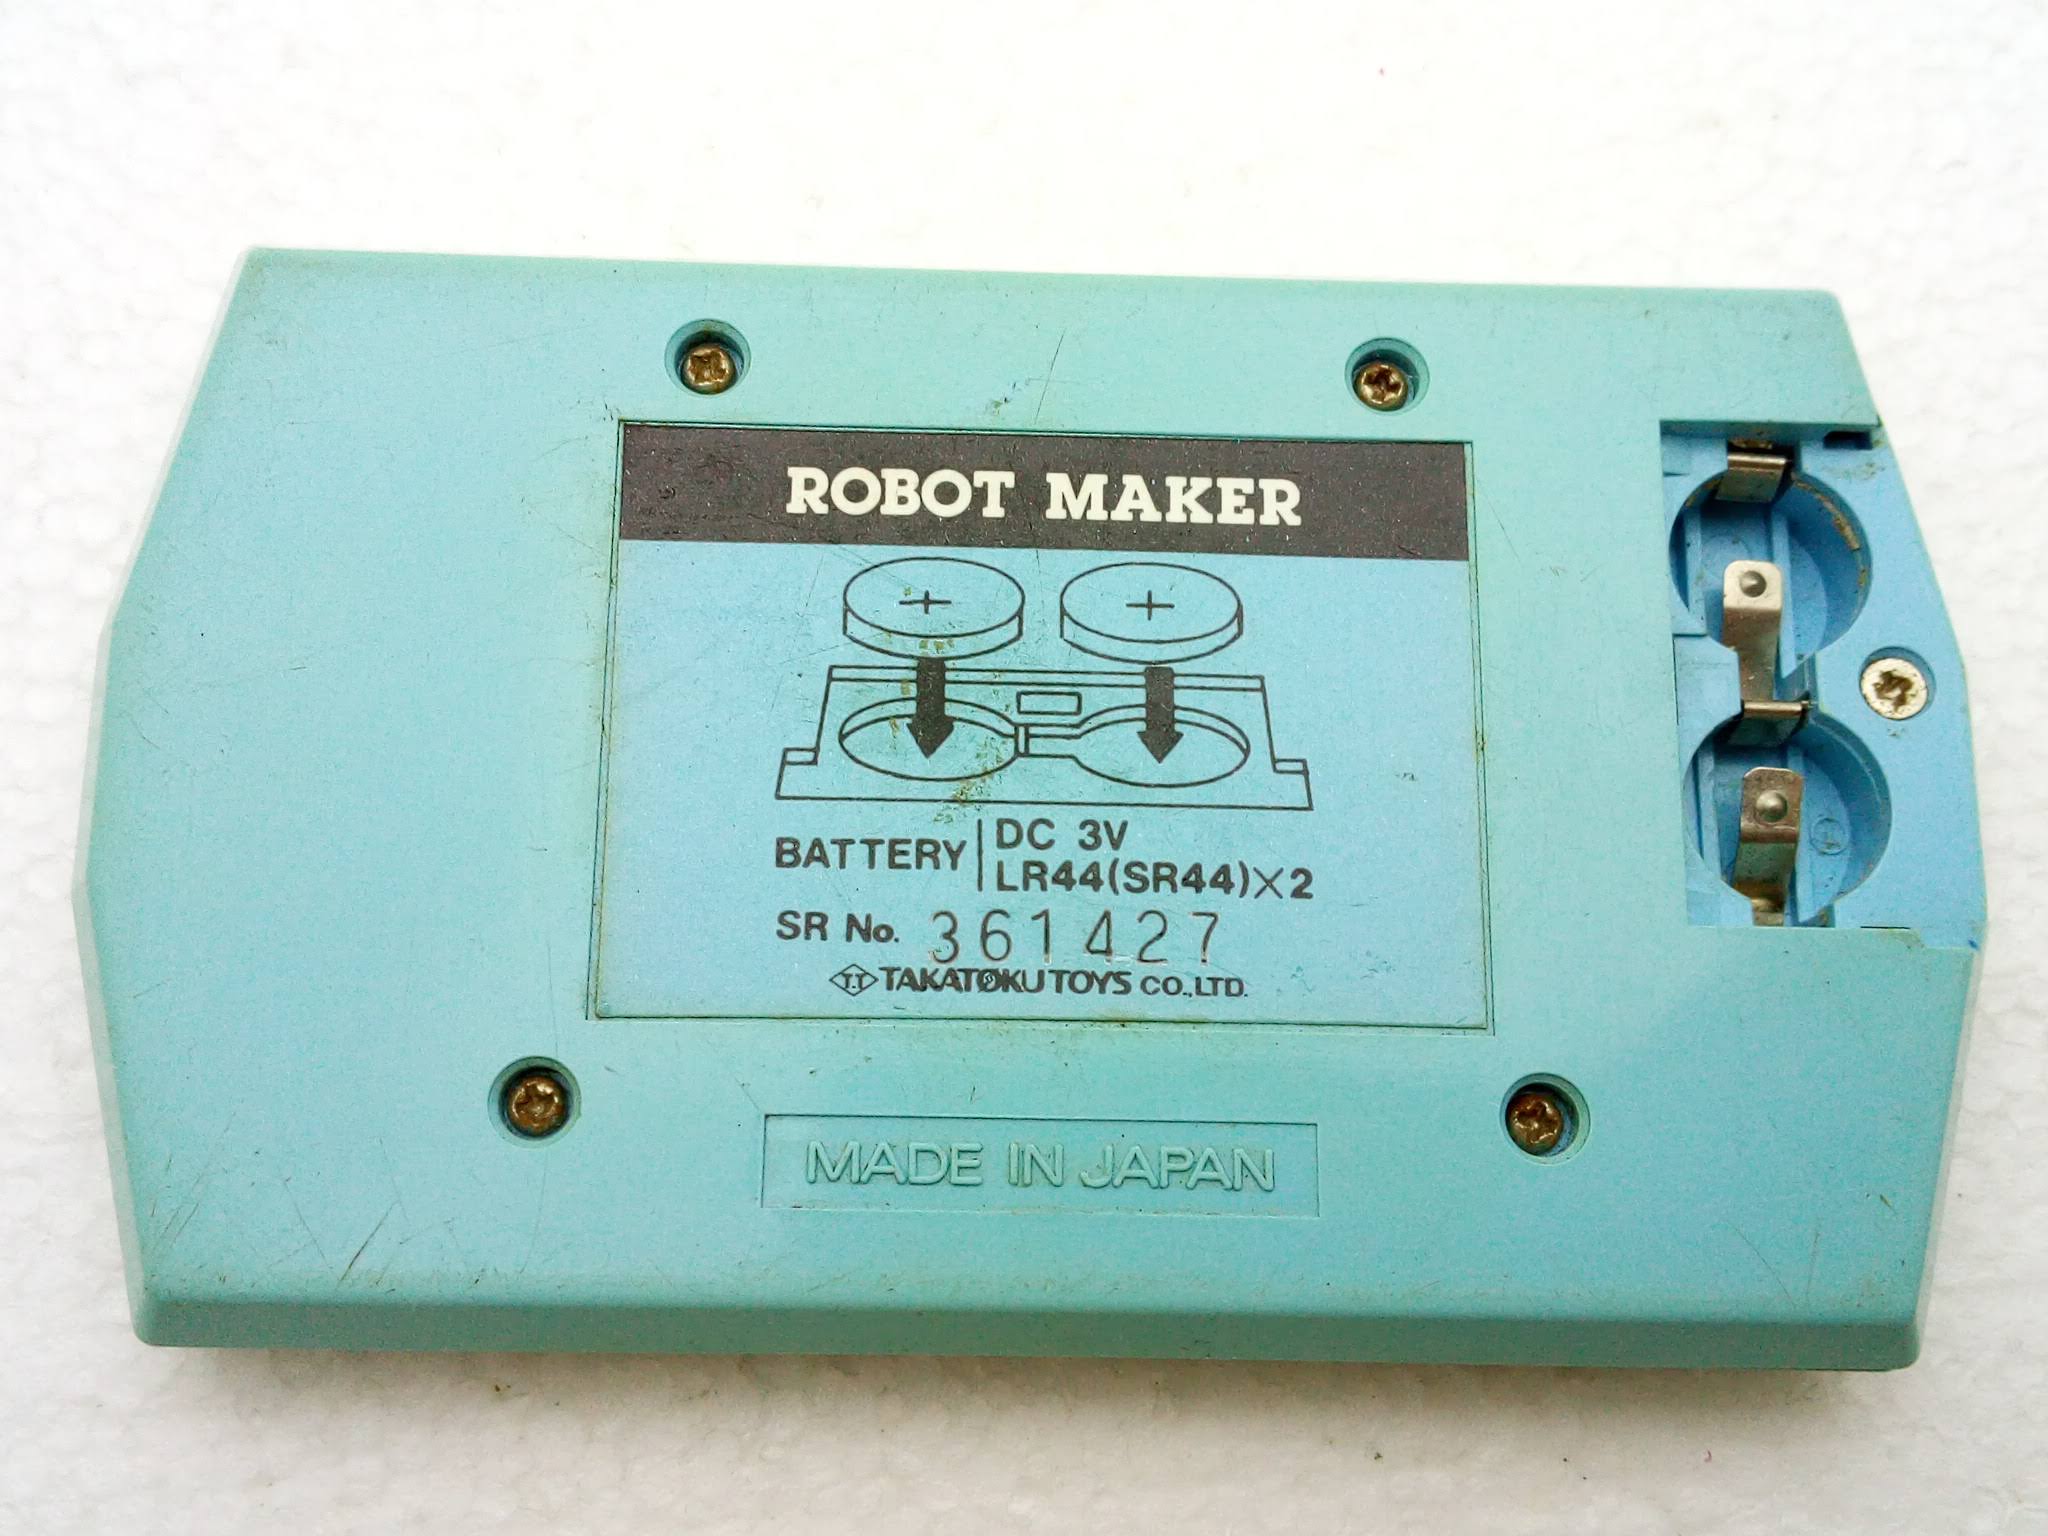 ROBOT MAKER
+ +
BATTERY DC 3V
LR44(SR44)×2
SR No. 361427
T.T TAKATOKU TOYS CO.,LTD.
MADE IN JAPAN